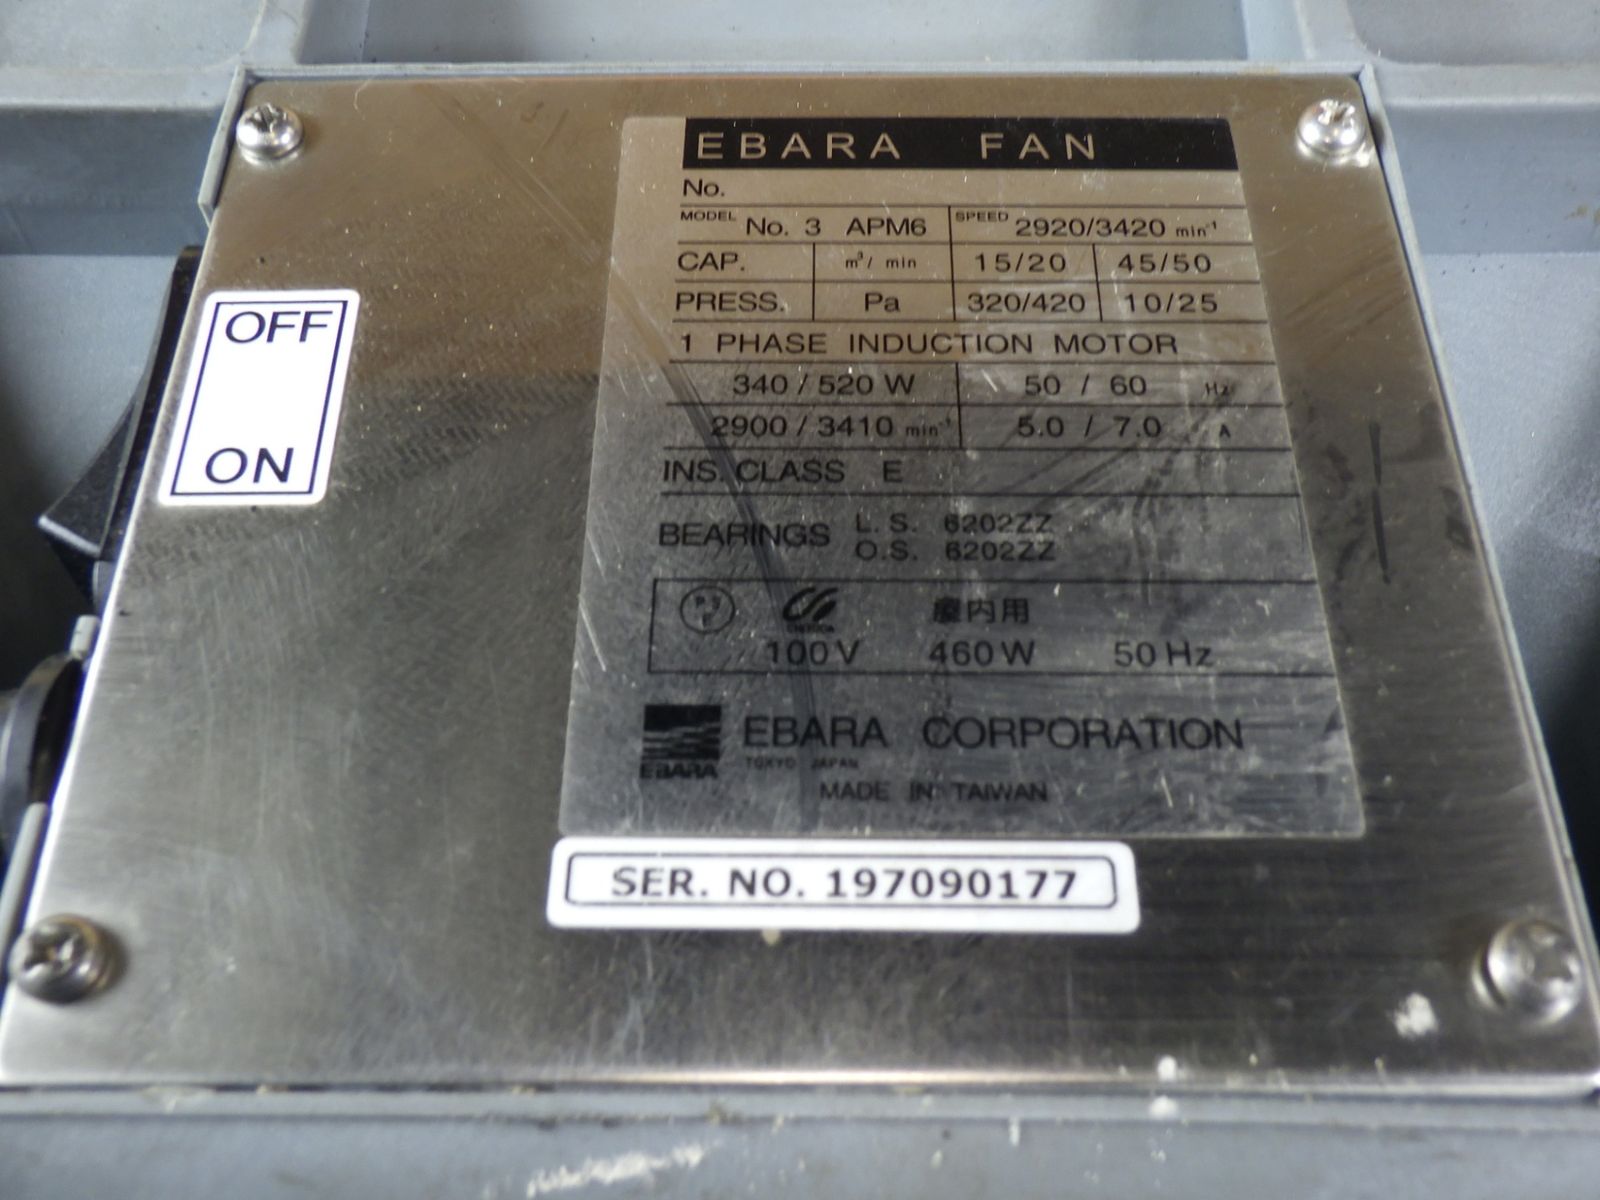 EBARA FAN
No.
MODEL No. 3 APM6 SPEED 2920/3420 min⁻¹
CAP. m³/ min 15/20 45/50
PRESS. Pa 320/420 10/25
1 PHASE INDUCTION MOTOR
340 / 520 W 50 / 60 Hz
2900 / 3410 min⁻¹ 5.0 / 7.0 A
INS. CLASS E
BEARINGS L. S. 6202ZZ
O. S. 6202ZZ
P S E
内用
100V 460W 50Hz
EBARA
EBARA CORPORATION
TOKYO JAPAN
MADE IN TAIWAN
OFF
ON
SER. NO. 197090177